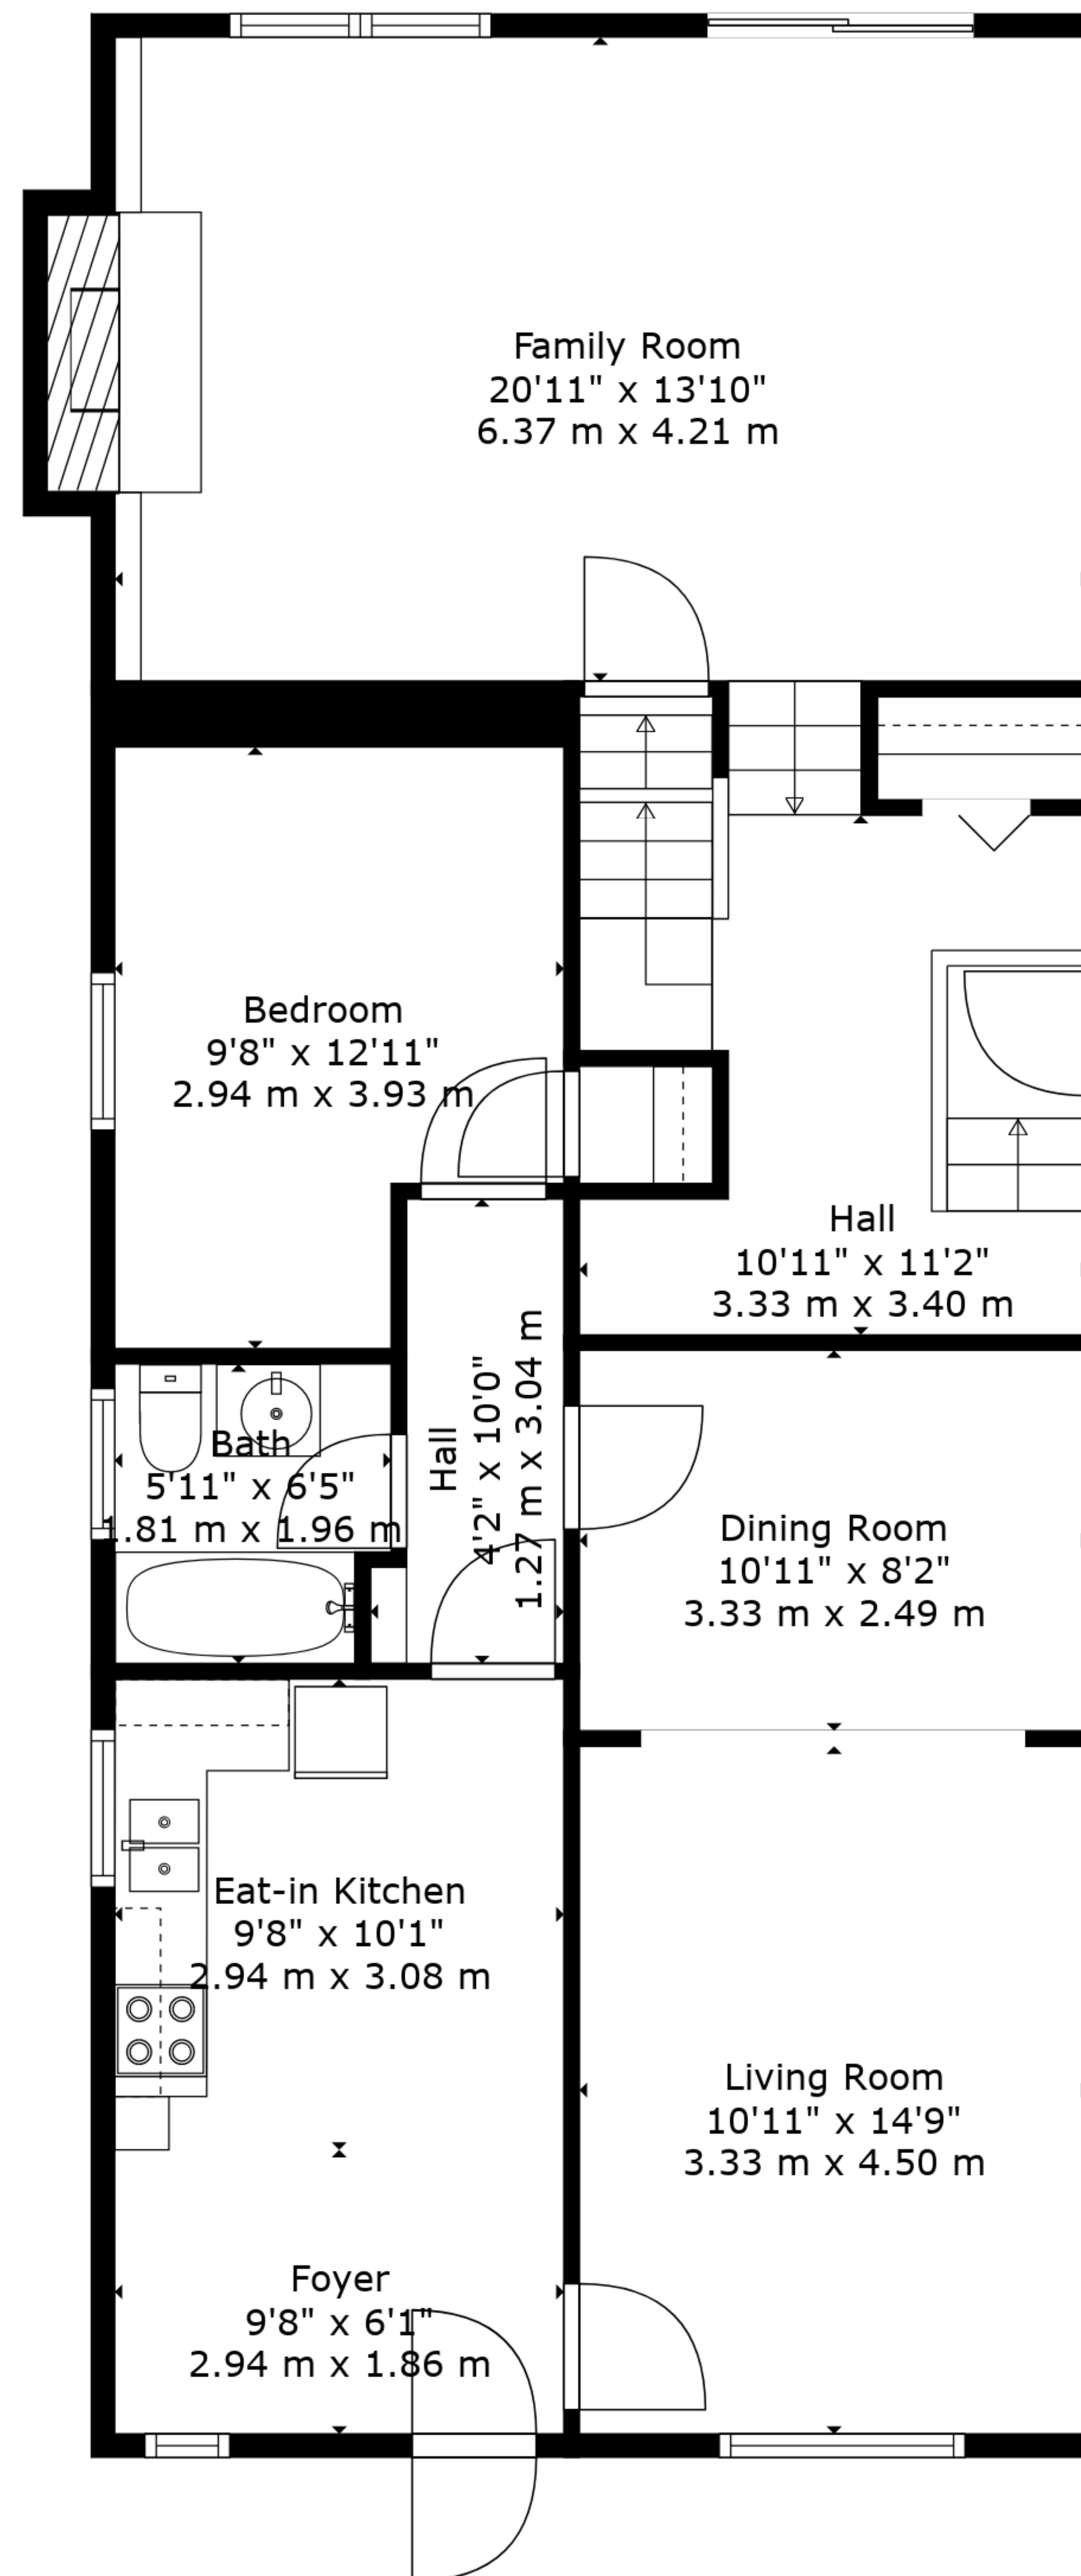 Family Room
20'11" x 13'10"
6.37 m x 4.21 m
Bedroom
9'8" x 12'11"
2.94 m x 3.93 m
Hall
10'11" x 11'2"
3.33 m x 3.40 m
Hall
4'2" x 10'0"
1.27 m x 3.04 m
Bath
5'11" x 6'5"
1.81 m x 1.96 m
Dining Room
10'11" x 8'2"
3.33 m x 2.49 m
Eat-in Kitchen
9'8" x 10'1"
2.94 m x 3.08 m
Living Room
10'11" x 14'9"
3.33 m x 4.50 m
Foyer
9'8" x 6'1"
2.94 m x 1.86 m